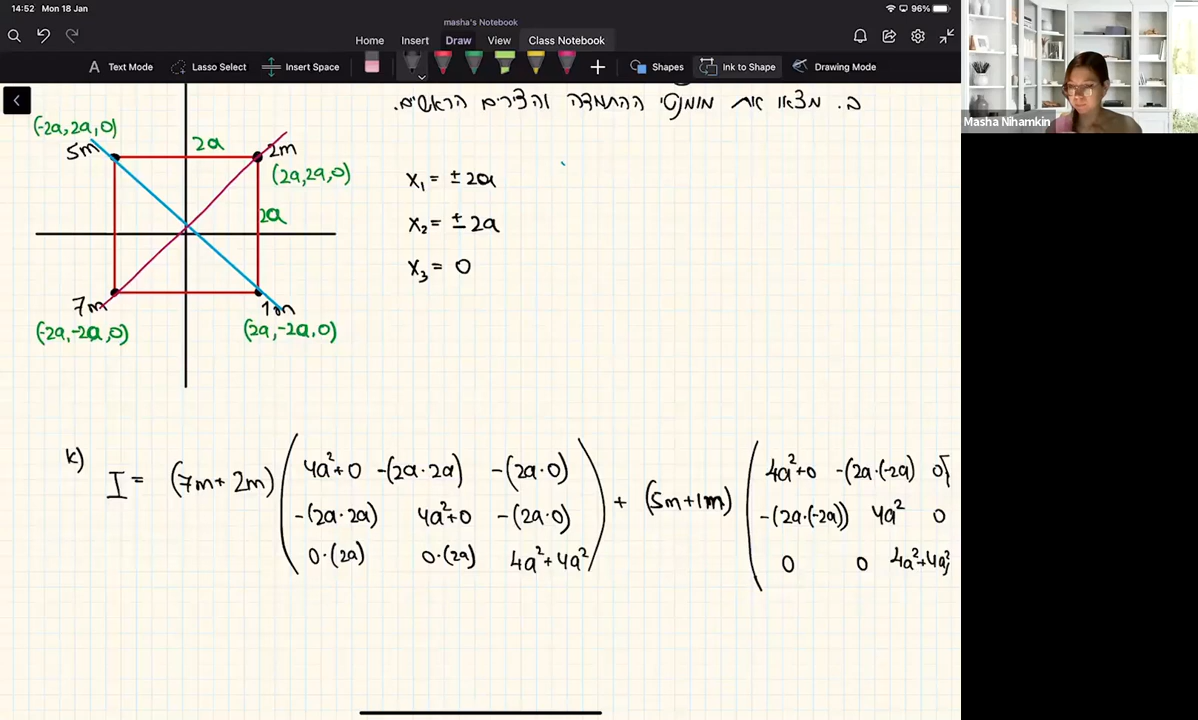 14:52 Mon 18 Jan
96%
masha's Notebook
Home Insert Draw View Class Notebook
Text Mode Lasso Select Insert Space Shapes Ink to Shape Drawing Mode
Masha Nihamkin
ב. מצאו את מומנטי ההתמדה והצירים הראשיים.
(-2a,2a,0)
5m
2a
2m
(2a,2a,0)
2a
7m
(-2a,-2a,0)
1m
(2a,-2a,0)
x₁ = ± 2a
x₂ = ± 2a
x₃ = 0
א)
I = (7m+2m) ( 4a²+0 -(2a·2a) -(2a·0) ) + (5m+1m) ( 4a²+0 -(2a·(-2a) 0
-(2a·2a) 4a²+0 -(2a·0) -(2a·(-2a)) 4a² 0
0·(2a) 0·(2a) 4a²+4a² 0 0 4a²+4a²